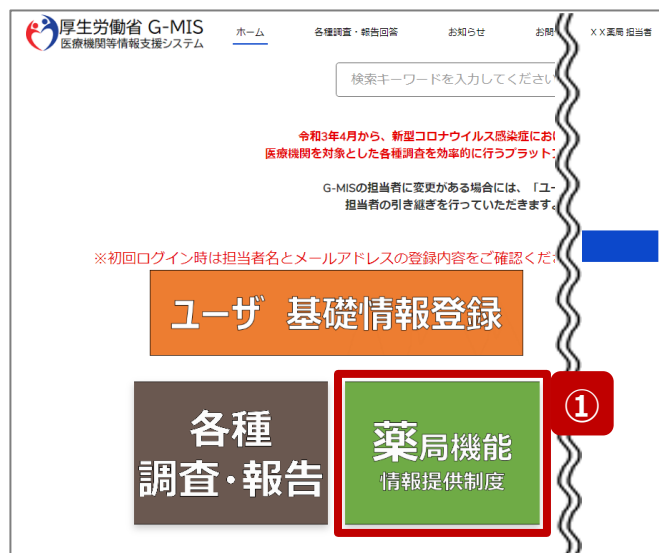 厚生労働省 G-MIS
医療機関等情報支援システム
ホーム
各種調査・報告回答
お知らせ
お問
XX薬局 担当者
検索キーワードを入力してください
令和3年4月から、新型コロナウイルス感染症にお
医療機関を対象とした各種調査を効率的に行うプラット
G-MISの担当者に変更がある場合には、「ユー
担当者の引き継ぎを行っていただきます。
※初回ログイン時は担当者名とメールアドレスの登録内容をご確認くだ
ユーザ 基礎情報登録
各種
調査・報告
薬局機能
情報提供制度
①